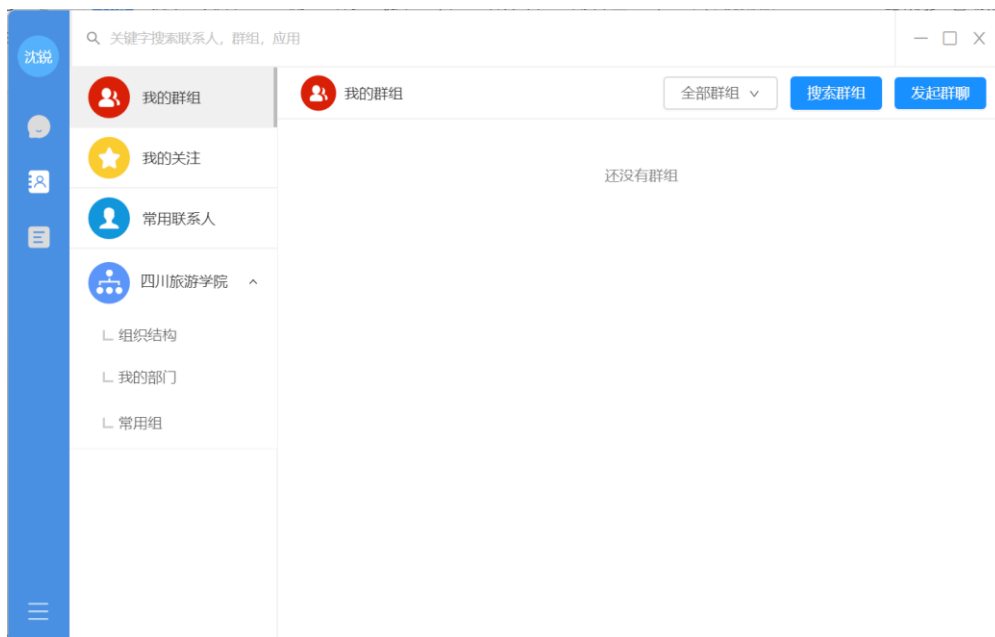 沈锐
关键字搜索联系人，群组，应用
我的群组
我的关注
常用联系人
四川旅游学院
组织结构
我的部门
常用组
我的群组
全部群组
搜索群组
发起群聊
还没有群组